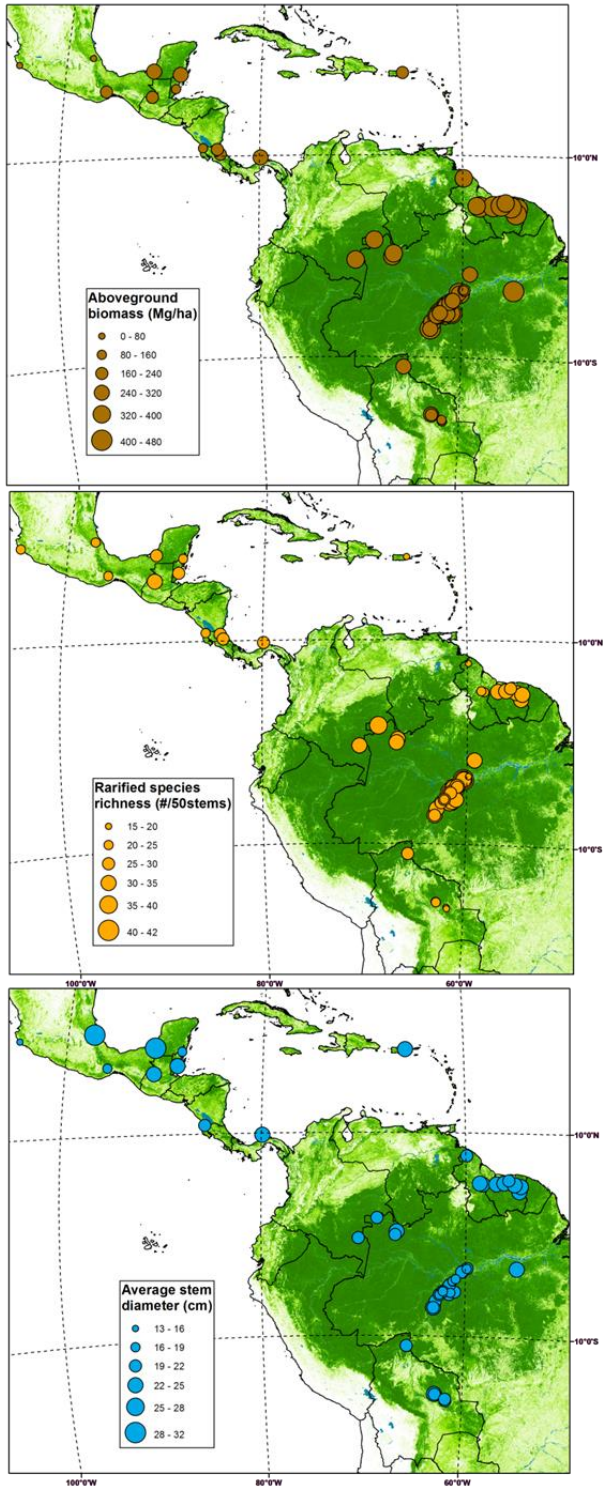 10°0'N
10°0'S
Aboveground
biomass (Mg/ha)
0 - 80
80 - 160
160 - 240
240 - 320
320 - 400
400 - 480
10°0'N
10°0'S
Rarified species
richness (#/50stems)
15 - 20
20 - 25
25 - 30
30 - 35
35 - 40
40 - 42
100°0'W 80°0'W 60°0'W
10°0'N
10°0'S
Average stem
diameter (cm)
13 - 16
16 - 19
19 - 22
22 - 25
25 - 28
28 - 32
100°0'W 80°0'W 60°0'W